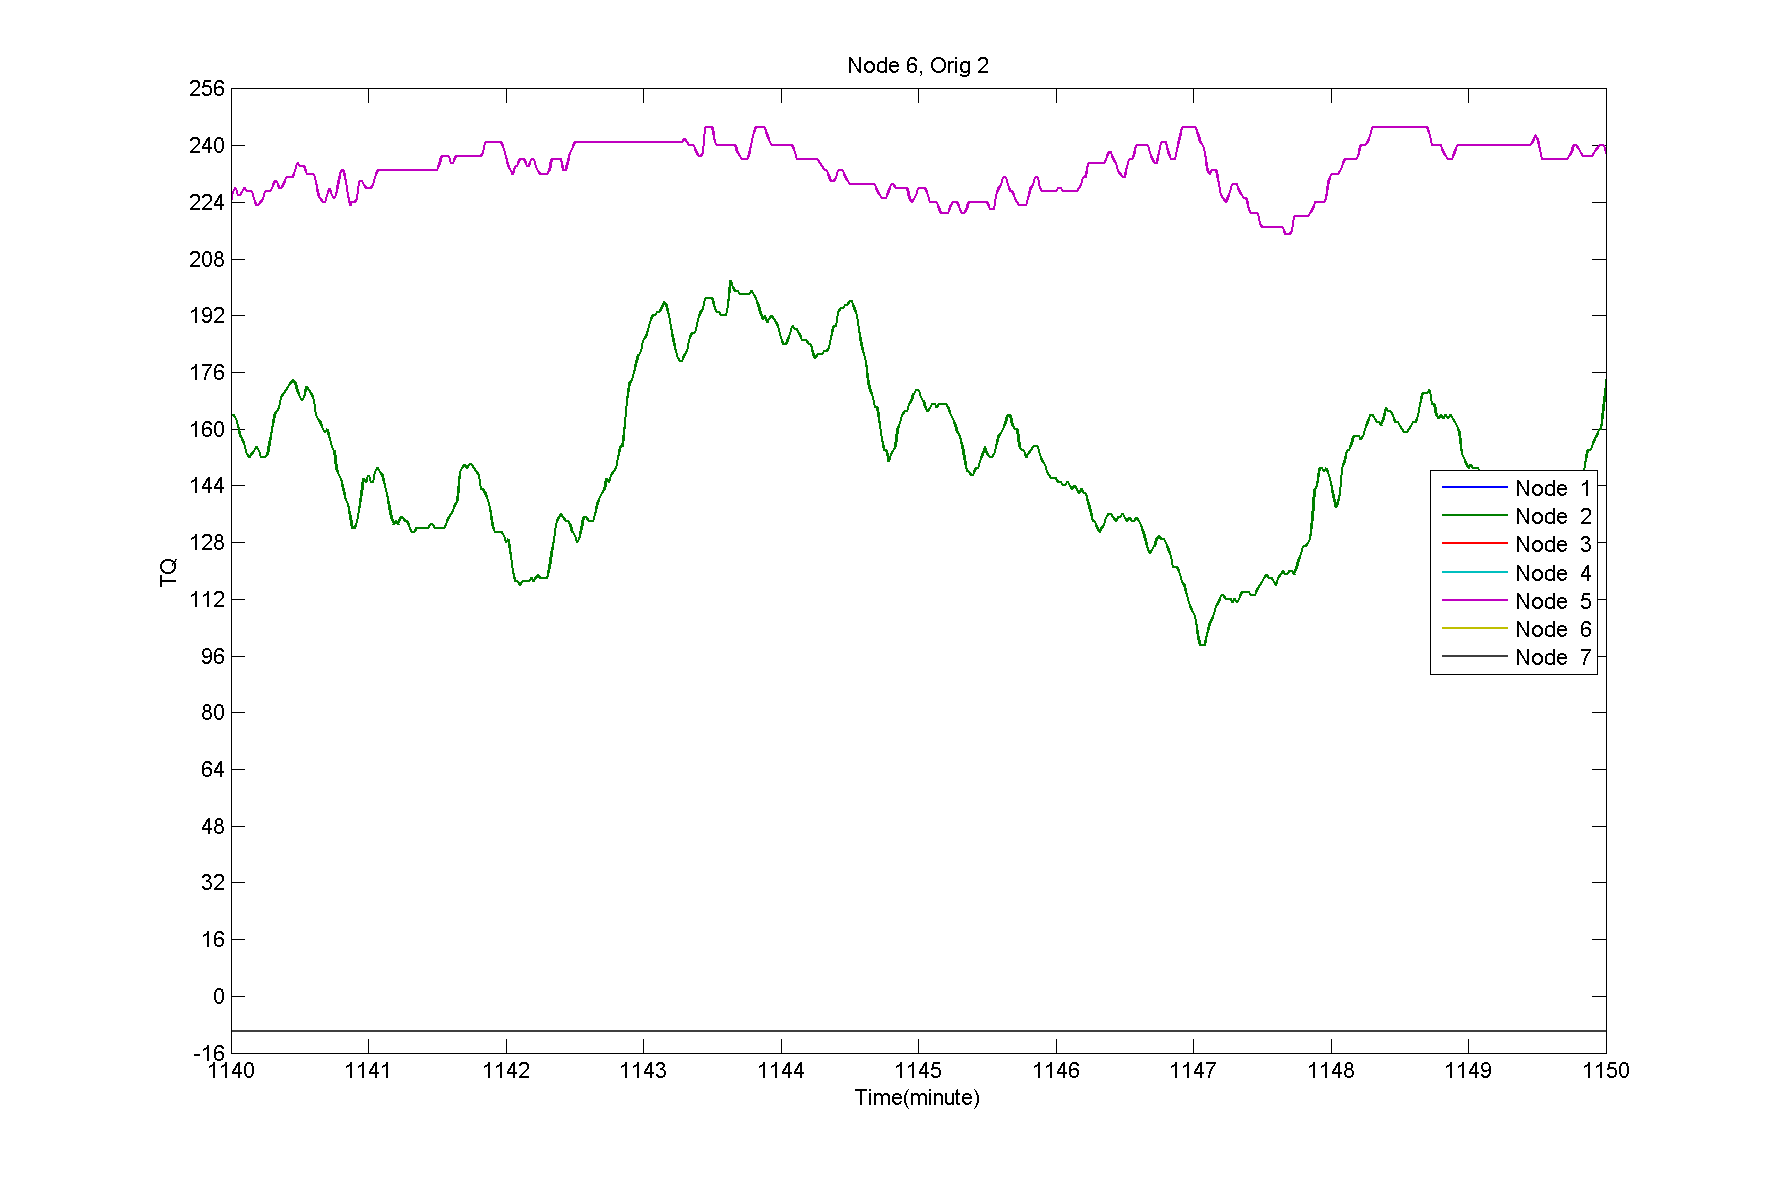 Node 6, Orig 2
256
240
224
208
192
176
160
144
128
112
96
80
64
48
32
16
0
-16
TQ
Node 1
Node 2
Node 3
Node 4
Node 5
Node 6
Node 7
1140 1141 1142 1143 1144 1145 1146 1147 1148 1149 1150
Time(minute)